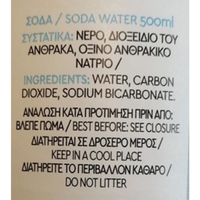 ΣΟΔΑ / SODA WATER 500ml
ΣΥΣΤΑΤΙΚΑ: ΝΕΡΟ, ΔΙΟΞΕΙΔΙΟ ΤΟΥ
ΑΝΘΡΑΚΑ, ΟΞΙΝΟ ΑΝΘΡΑΚΙΚΟ
ΝΑΤΡΙΟ /
INGREDIENTS: WATER, CARBON
DIOXIDE, SODIUM BICARBONATE.
ΑΝΑΛΩΣΗ ΚΑΤΑ ΠΡΟΤΙΜΗΣΗ ΠΡΙΝ ΑΠΟ:
ΒΛΕΠΕ ΠΩΜΑ / BEST BEFORE: SEE CLOSURE
ΔΙΑΤΗΡΕΙΤΑΙ ΣΕ ΔΡΟΣΕΡΟ ΜΕΡΟΣ /
KEEP IN A COOL PLACE
ΔΙΑΤΗΡΕΙΤΕ ΤΟ ΠΕΡΙΒΑΛΛΟΝ ΚΑΘΑΡΟ /
DO NOT LITTER